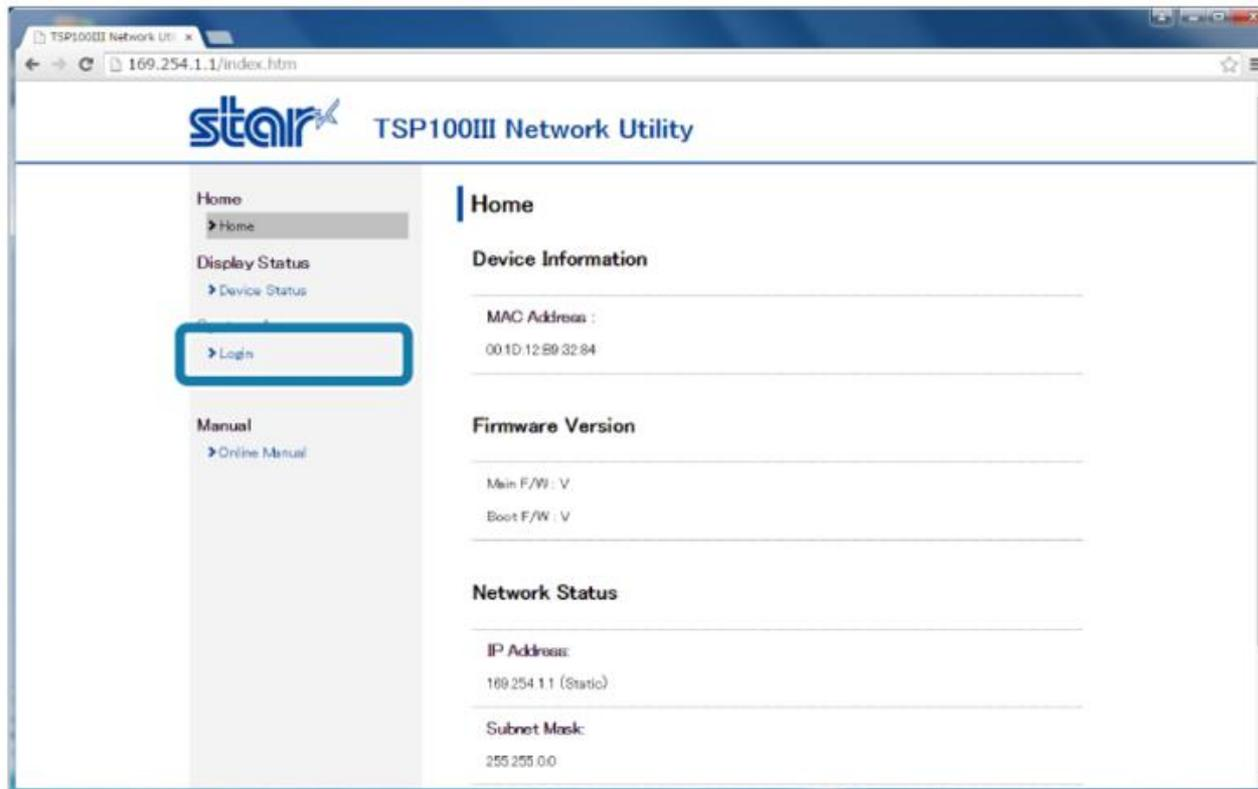 TSP100III Network Uti
169.254.1.1/index.htm
star TSP100III Network Utility
Home
Home
Display Status
Device Status
Login
Manual
Online Manual
Home
Device Information
MAC Address :
00:1D:12:B9:32:84
Firmware Version
Main F/W : V
Boot F/W : V
Network Status
IP Address:
169.254.1.1 (Static)
Subnet Mask:
255.255.0.0